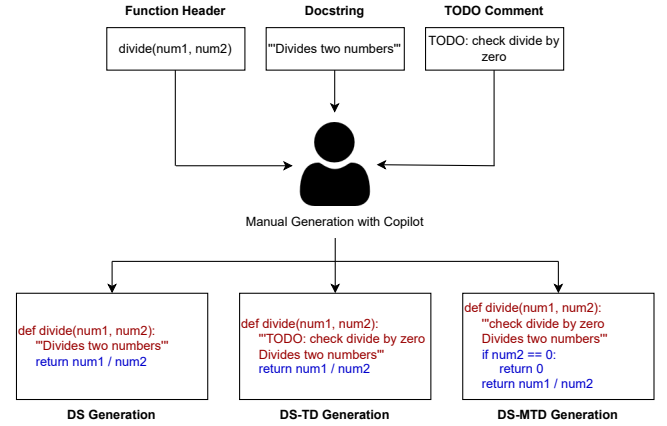 Function Header
Docstring
TODO Comment
divide(num1, num2)
'''Divides two numbers'''
TODO: check divide by
zero
Manual Generation with Copilot
def divide(num1, num2):
'''Divides two numbers'''
return num1 / num2
def divide(num1, num2):
'''TODO: check divide by zero
Divides two numbers'''
return num1 / num2
def divide(num1, num2):
'''check divide by zero
Divides two numbers'''
if num2 == 0:
return 0
return num1 / num2
DS Generation
DS-TD Generation
DS-MTD Generation